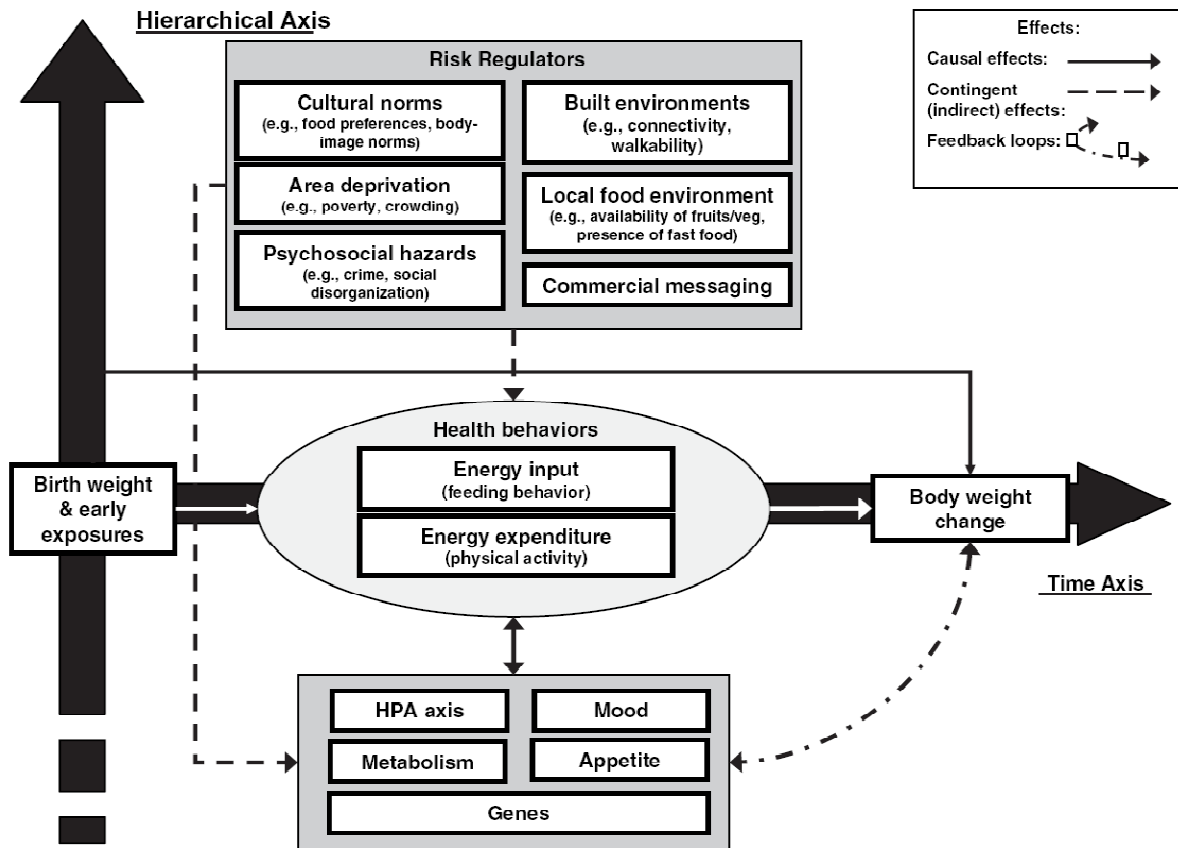 Hierarchical Axis
Risk Regulators
Cultural norms
(e.g., food preferences, body-
image norms)
Area deprivation
(e.g., poverty, crowding)
Psychosocial hazards
(e.g., crime, social
disorganization)
Built environments
(e.g., connectivity,
walkability)
Local food environment
(e.g., availability of fruits/veg,
presence of fast food)
Commercial messaging
Effects:
Causal effects:
Contingent
(indirect) effects:
Feedback loops:
Birth weight
& early
exposures
Health behaviors
Energy input
(feeding behavior)
Energy expenditure
(physical activity)
Body weight
change
Time Axis
HPA axis
Mood
Metabolism
Appetite
Genes